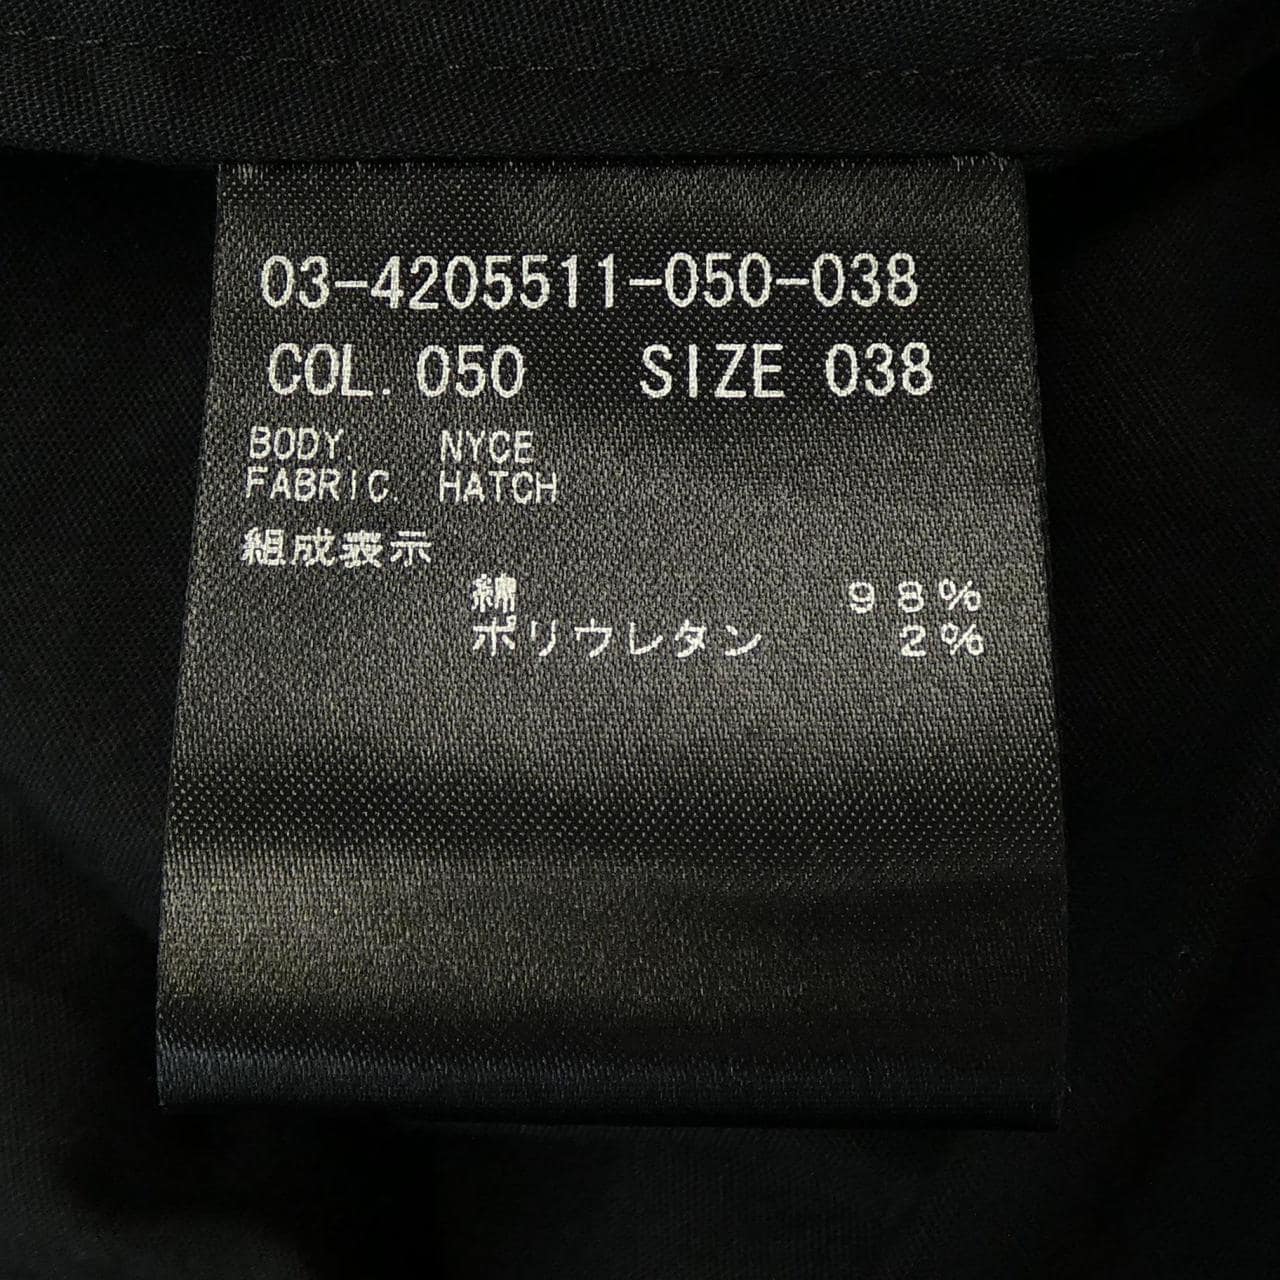 03-4205511-050-038
COL. 050 SIZE 038
BODY. NYCE
FABRIC. HATCH
組成表示
綿 98%
ポリウレタン 2%